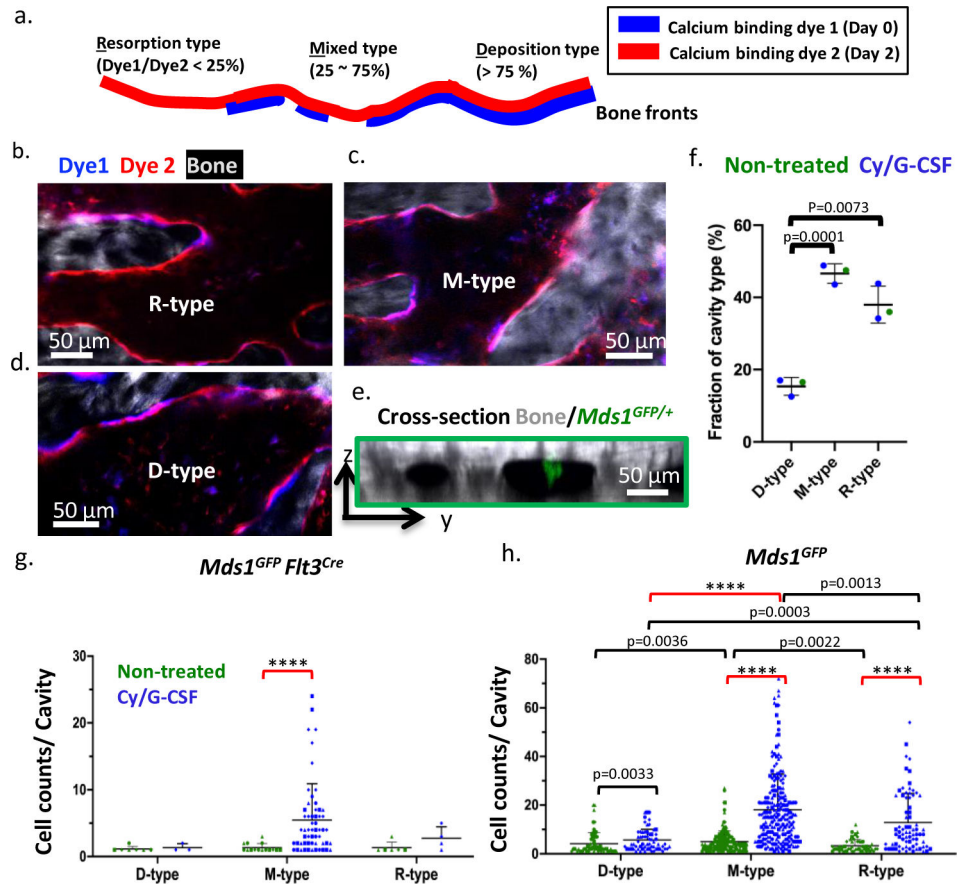 a.
Resorption type
(Dye1/Dye2 < 25%)
Mixed type
(25 ~ 75%)
Deposition type
(> 75 %)
Calcium binding dye 1 (Day 0)
Calcium binding dye 2 (Day 2)
Bone fronts
b.
Dye1 Dye 2 Bone
R-type
50 µm
c.
M-type
50 µm
d.
D-type
50 µm
e.
Cross-section Bone/Mds1GFP/+
z
y
50 µm
f.
Non-treated Cy/G-CSF
P=0.0073
p=0.0001
Fraction of cavity type (%)
60
40
20
0
D-type
M-type
R-type
g.
Mds1GFP Flt3Cre
Non-treated
Cy/G-CSF
****
Cell counts/ Cavity
30
20
10
0
D-type M-type R-type
h.
Mds1GFP
****
p=0.0013
p=0.0003
p=0.0036
p=0.0022
****
****
p=0.0033
Cell counts/ Cavity
80
60
40
20
0
D-type M-type R-type